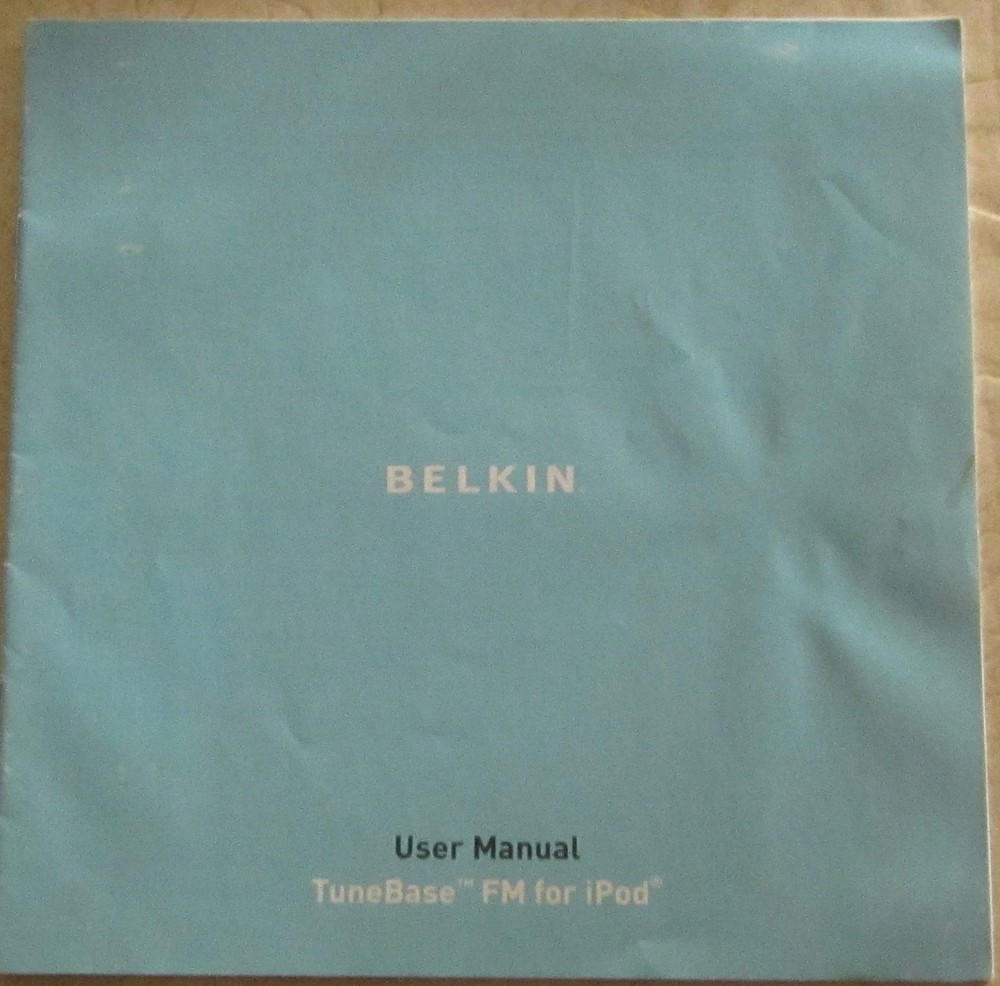 BELKIN
User Manual
TuneBase™ FM for iPod®